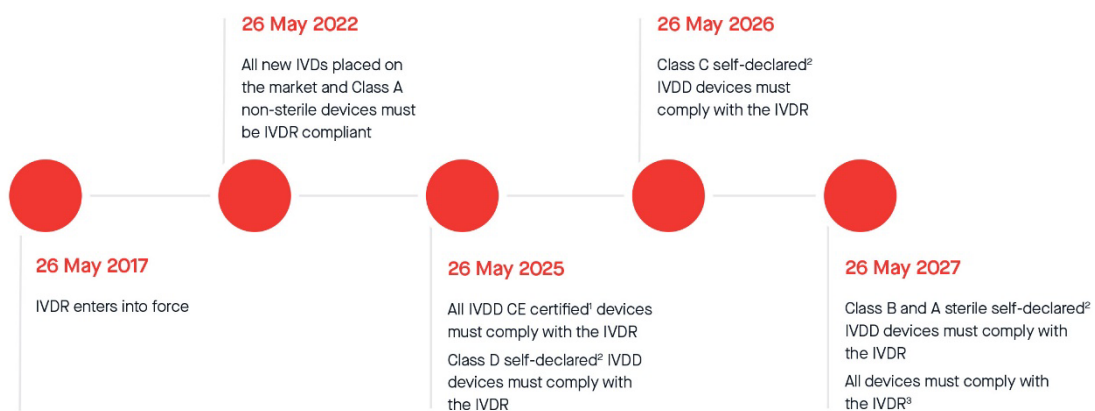 26 May 2022
All new IVDs placed on
the market and Class A
non-sterile devices must
be IVDR compliant
26 May 2026
Class C self-declared²
IVDD devices must
comply with the IVDR
26 May 2017
IVDR enters into force
26 May 2025
All IVDD CE certified¹ devices
must comply with the IVDR
Class D self-declared² IVDD
devices must comply with
the IVDR
26 May 2027
Class B and A sterile self-declared²
IVDD devices must comply with
the IVDR
All devices must comply with
the IVDR³